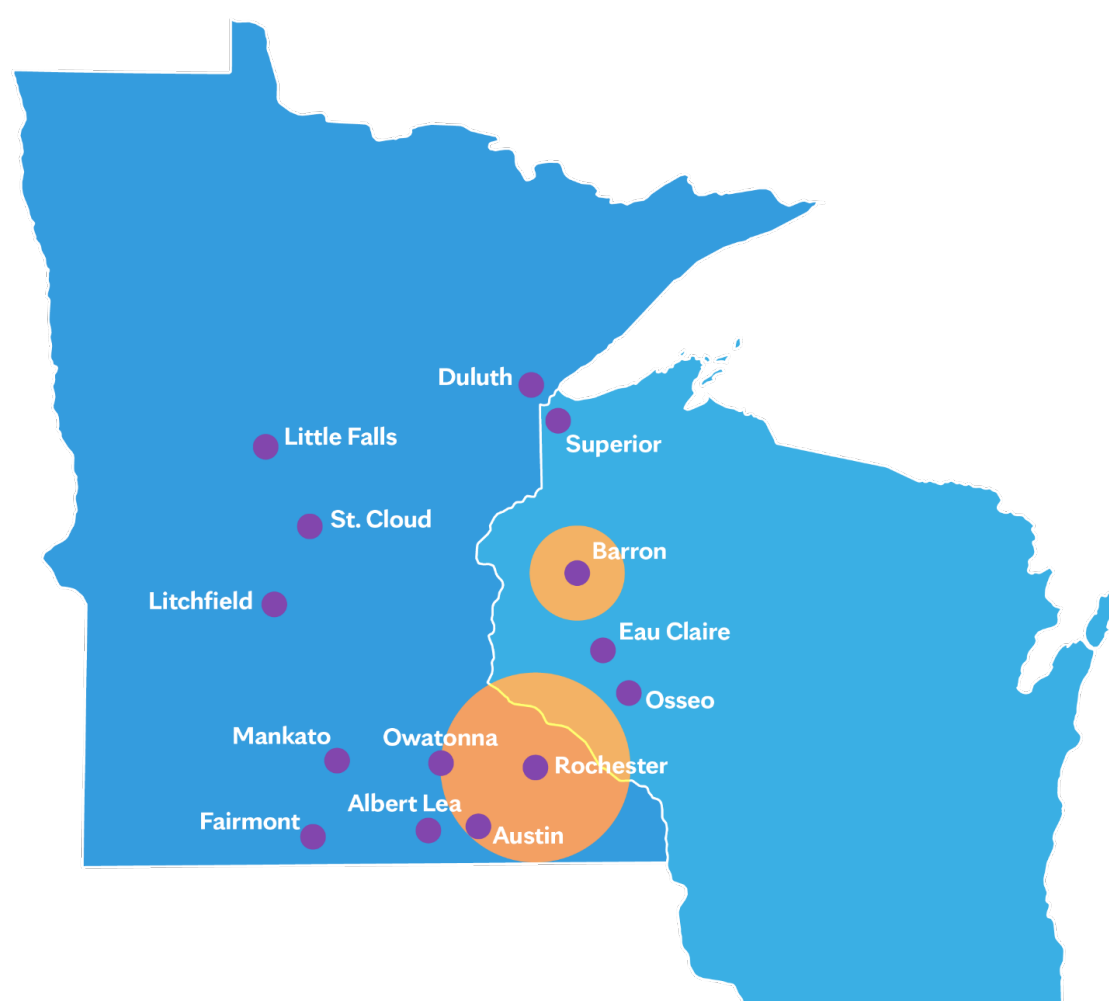 Duluth
Little Falls
Superior
St. Cloud
Barron
Litchfield
Eau Claire
Osseo
Mankato
Owatonna
Rochester
Albert Lea
Fairmont
Austin